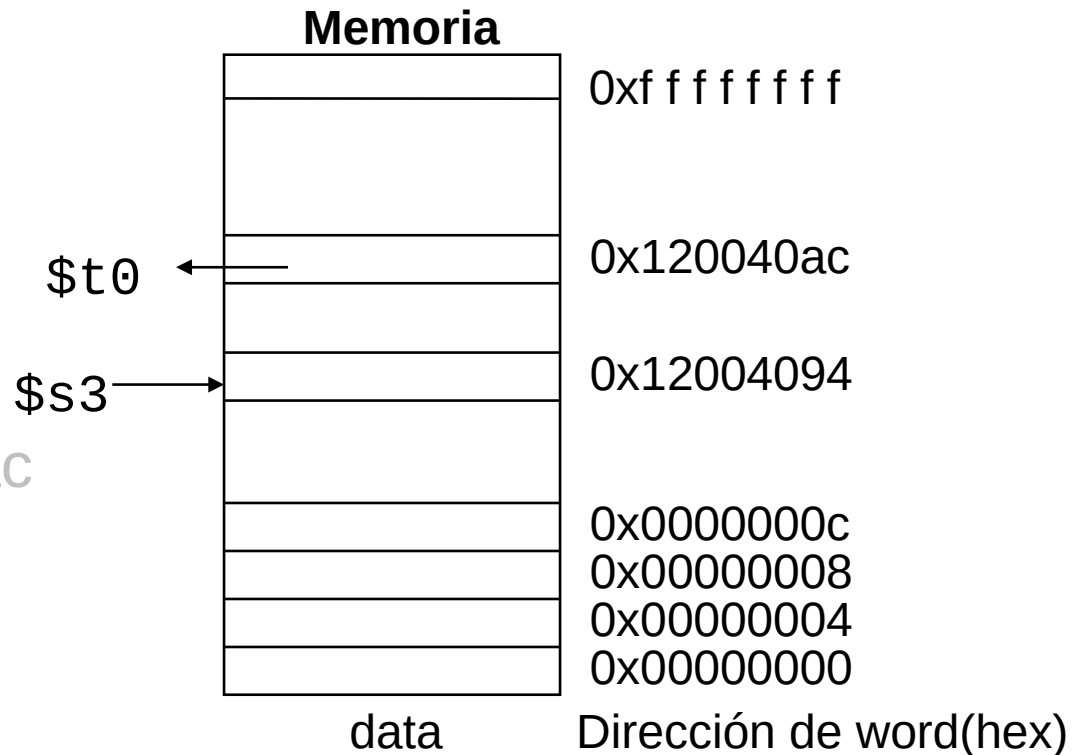 Memoria
0xf f f f f f f f
0x120040ac
$t0
0x12004094
$s3
c
0x0000000c
0x00000008
0x00000004
0x00000000
data
Dirección de word(hex)